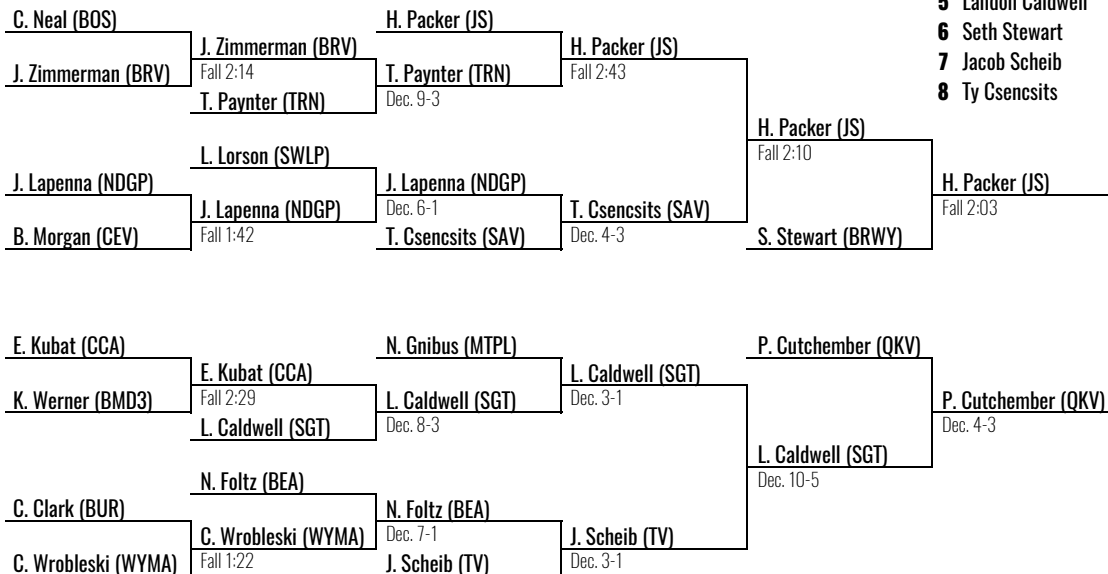 5 Landon Caldwell
6 Seth Stewart
7 Jacob Scheib
8 Ty Csencsits
C. Neal (BOS)
J. Zimmerman (BRV)
J. Zimmerman (BRV)
Fall 2:14
T. Paynter (TRN)
H. Packer (JS)
T. Paynter (TRN)
Dec. 9-3
H. Packer (JS)
Fall 2:43
L. Lorson (SWLP)
J. Lapenna (NDGP)
B. Morgan (CEV)
J. Lapenna (NDGP)
Fall 1:42
J. Lapenna (NDGP)
Dec. 6-1
T. Csencsits (SAV)
T. Csencsits (SAV)
Dec. 4-3
H. Packer (JS)
Fall 2:10
S. Stewart (BRWY)
H. Packer (JS)
Fall 2:03
E. Kubat (CCA)
K. Werner (BMD3)
E. Kubat (CCA)
Fall 2:29
L. Caldwell (SGT)
N. Gnibus (MTPL)
L. Caldwell (SGT)
Dec. 8-3
L. Caldwell (SGT)
Dec. 3-1
N. Foltz (BEA)
C. Clark (BUR)
C. Wrobleski (WYMA)
C. Wrobleski (WYMA)
Fall 1:22
N. Foltz (BEA)
Dec. 7-1
J. Scheib (TV)
J. Scheib (TV)
Dec. 3-1
P. Cutchember (QKV)
L. Caldwell (SGT)
Dec. 10-5
P. Cutchember (QKV)
Dec. 4-3